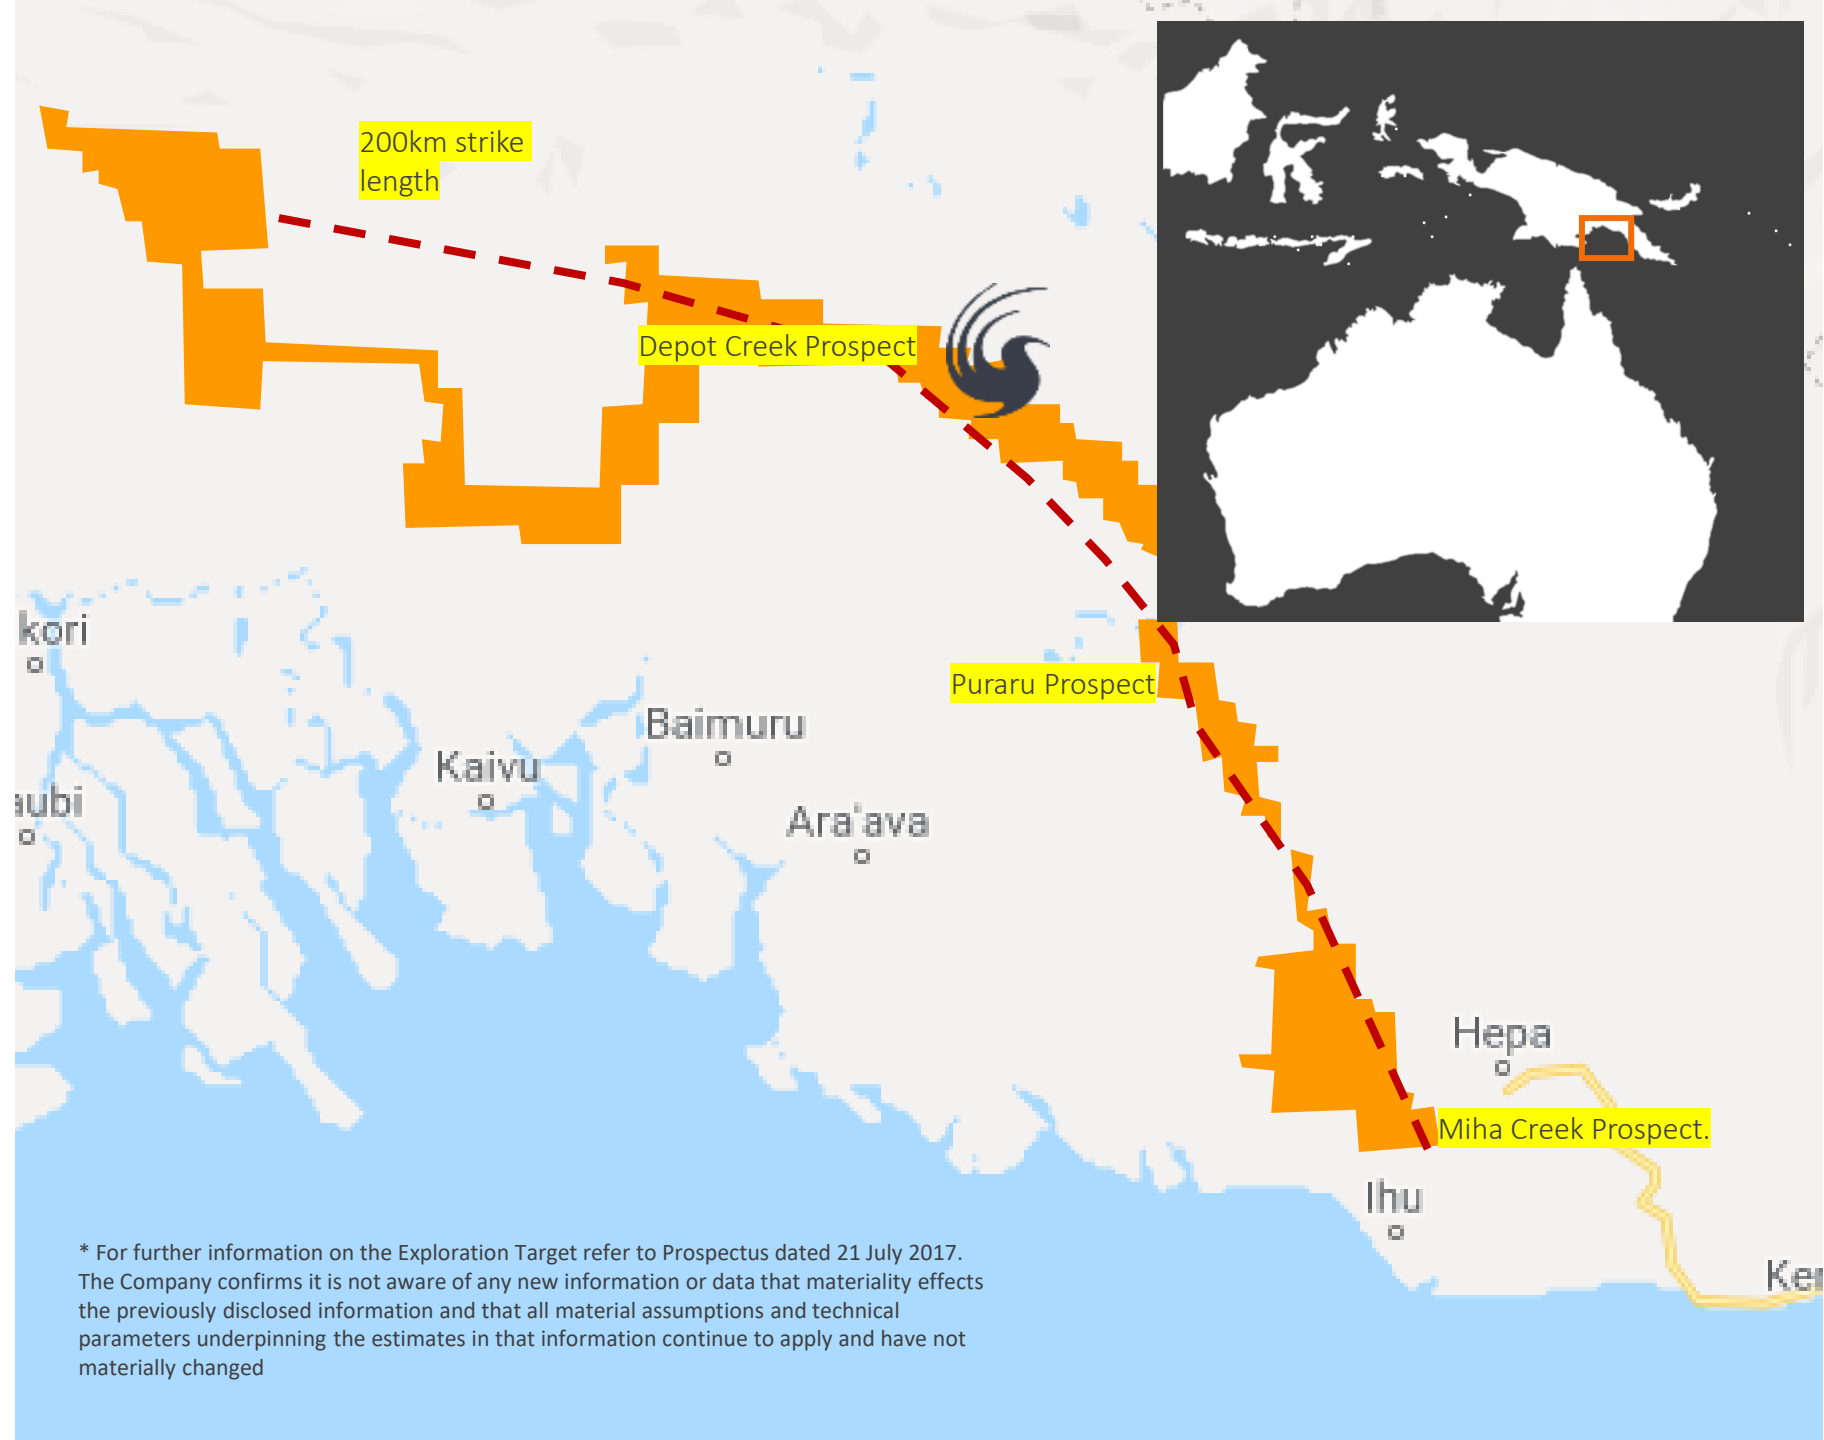 200km strike
length
Depot Creek Prospect
kori
Puraru Prospect
Baimuru
Kaivu
aubi
Ara'ava
Hepa
Miha Creek Prospect.
Ihu
* For further information on the Exploration Target refer to Prospectus dated 21 July 2017.
The Company confirms it is not aware of any new information or data that materiality effects
the previously disclosed information and that all material assumptions and technical
parameters underpinning the estimates in that information continue to apply and have not
materially changed